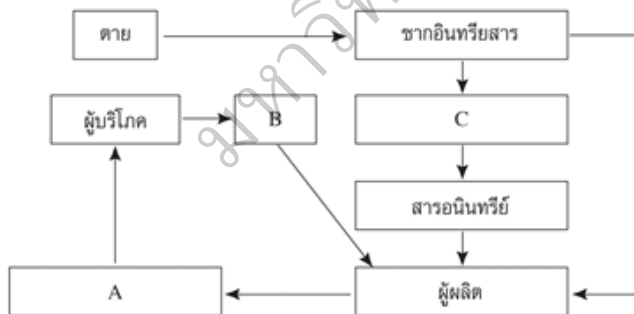 ตาย
ซากอินทรียสาร
ผู้บริโภค
B
C
สารอนินทรีย์
A
ผู้ผลิต